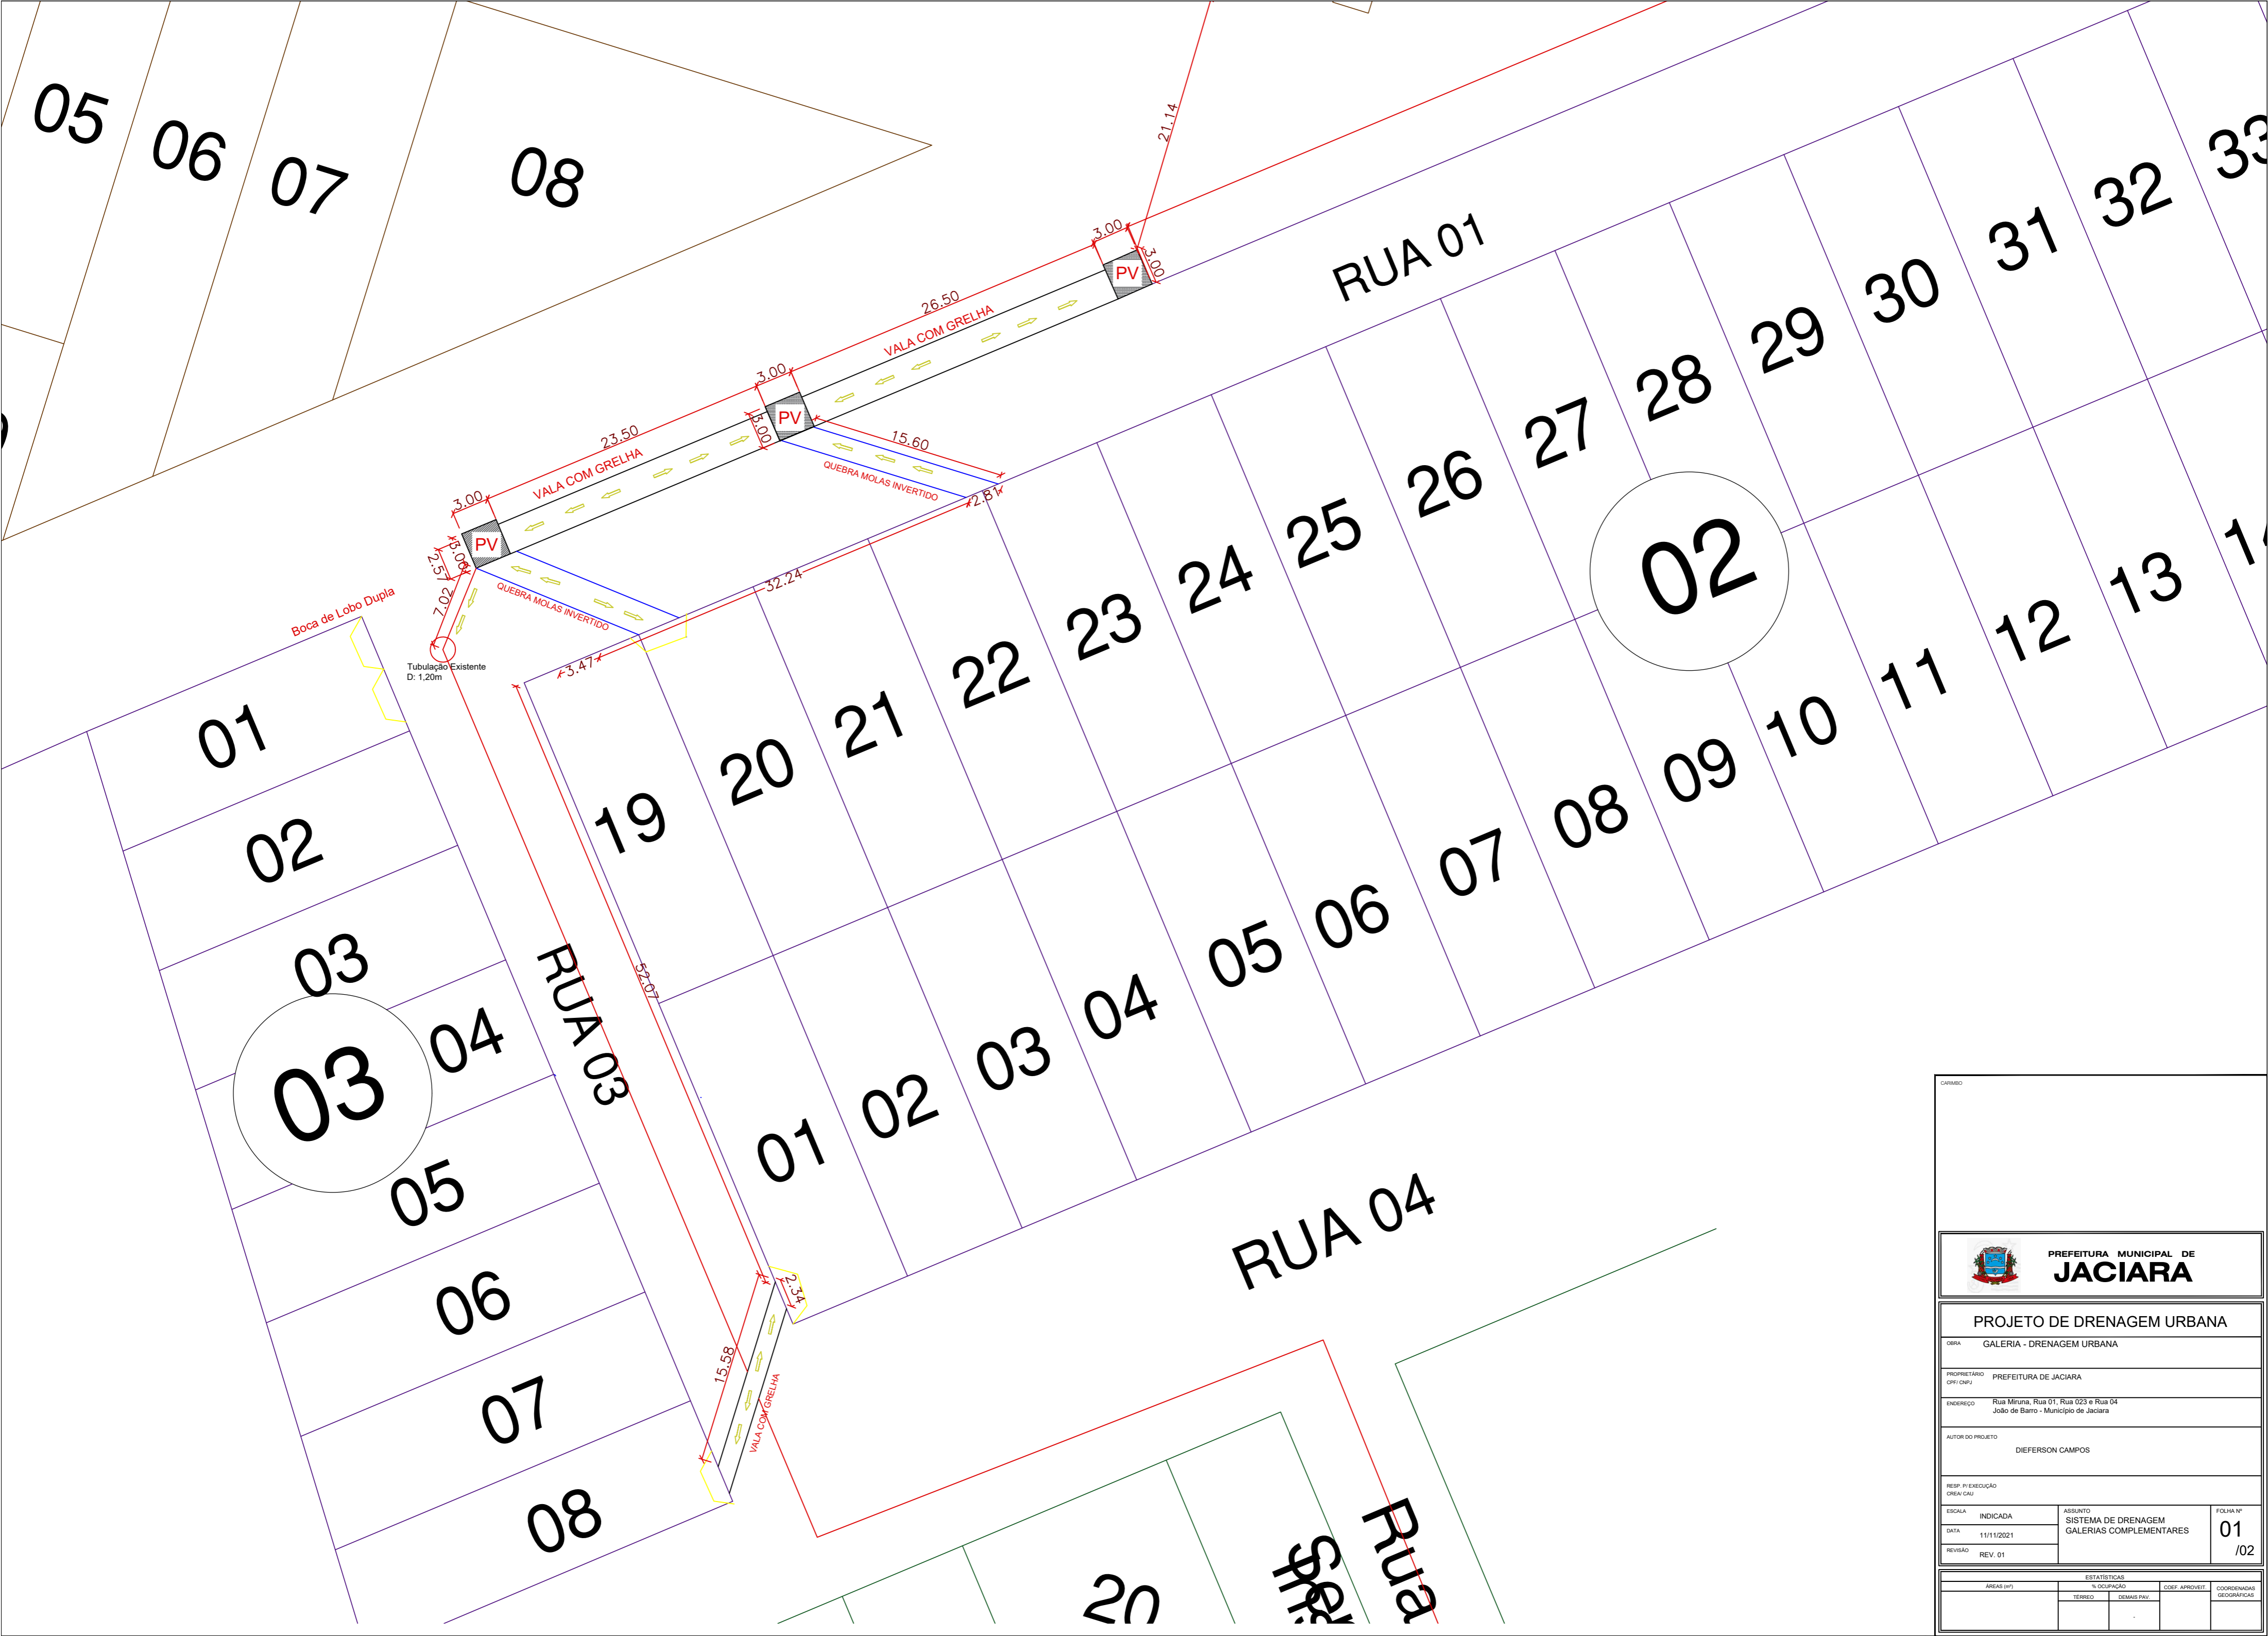 05
06
07
08
21.14
RUA 01
33
32
31
30
29
28
27
26
25
24
23
22
21
20
19
3.00
3.00
PV
26.50
VALA COM GRELHA
3.00
PV
3.00
23.50
VALA COM GRELHA
15.60
QUEBRA MOLAS INVERTIDO
2.81
3.00
PV
3.00
2.57
7.02
QUEBRA MOLAS INVERTIDO
32.24
3.47
Boca de Lobo Dupla
Tubulação Existente
D: 1,20m
02
13
12
11
10
09
08
07
06
05
04
03
02
01
01
02
03
04
03
05
06
07
08
RUA 03
52.07
2.34
15.58
VALA COM GRELHA
RUA 04
20
Rua
CARIMBO
PREFEITURA MUNICIPAL DE
JACIARA
PROJETO DE DRENAGEM URBANA
OBRA GALERIA - DRENAGEM URBANA
PROPRIETÁRIO PREFEITURA DE JACIARA
CPF/ CNPJ
ENDEREÇO Rua Miruna, Rua 01, Rua 023 e Rua 04
João de Barro - Município de Jaciara
AUTOR DO PROJETO
DIEFERSON CAMPOS
RESP. P/ EXECUÇÃO
CREA/ CAU
ESCALA INDICADA
DATA 11/11/2021
REVISÃO REV. 01
ASSUNTO
SISTEMA DE DRENAGEM
GALERIAS COMPLEMENTARES
FOLHA Nº
01
/02
ESTATÍSTICAS
ÁREAS (m²)
% OCUPAÇÃO
TÉRREO
DEMAIS PAV.
-
COEF. APROVEIT.
COORDENADAS
GEOGRÁFICAS